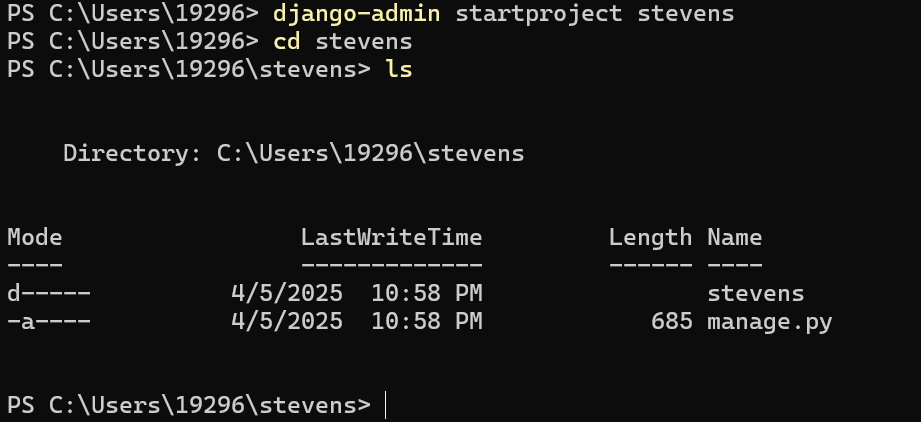 PS C:\Users\19296> django-admin startproject stevens
PS C:\Users\19296> cd stevens
PS C:\Users\19296\stevens> ls
Directory: C:\Users\19296\stevens
Mode                 LastWriteTime         Length Name
----                 -------------         ------ ----
d-----          4/5/2025  10:58 PM                stevens
-a----          4/5/2025  10:58 PM            685 manage.py
PS C:\Users\19296\stevens>